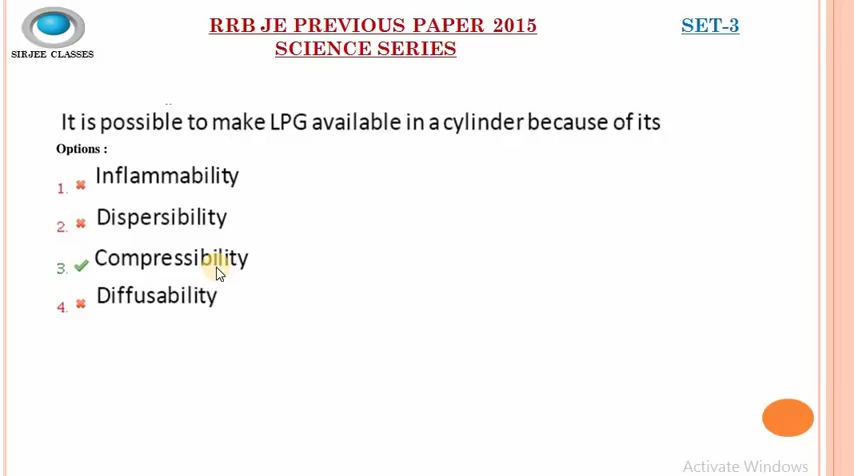 RRB JE PREVIOUS PAPER 2015
SET-3
SCIENCE SERIES
SIRJEE CLASSES
It is possible to make LPG available in a cylinder because of its
Options :
1. Inflammability
2. Dispersibility
3. Compressibility
4. Diffusability
Activate Windows